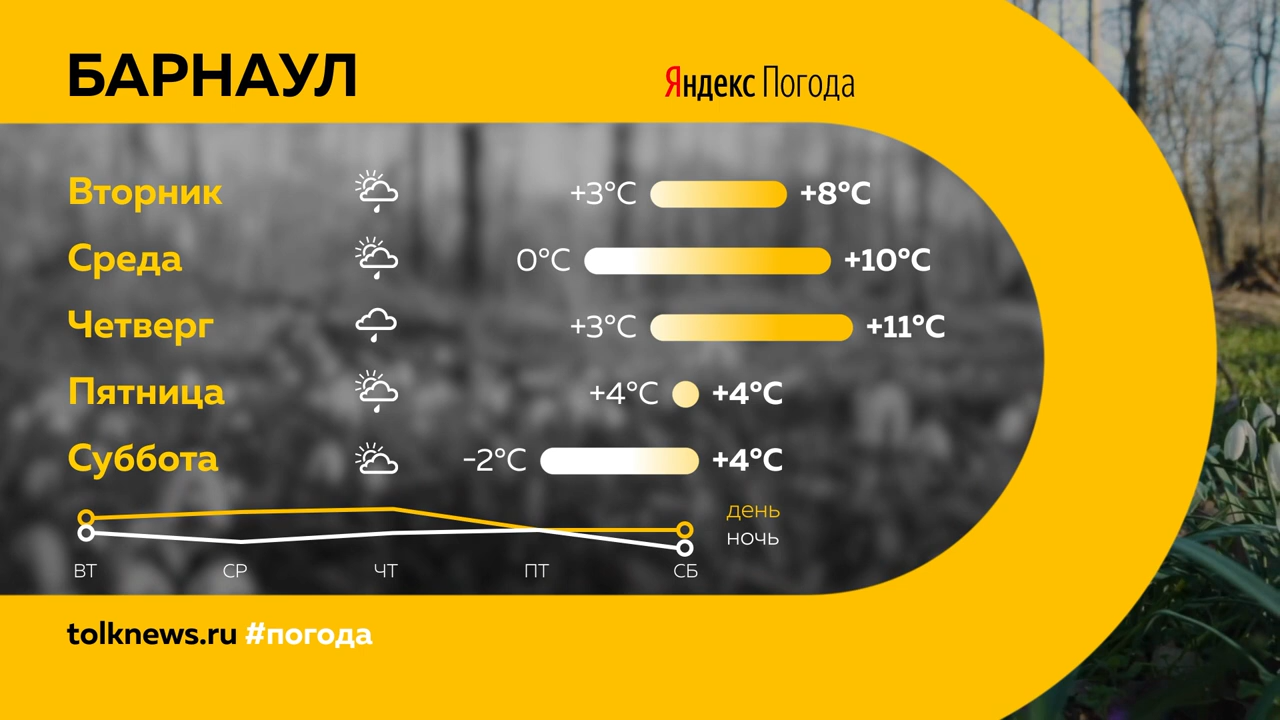 БАРНАУЛ
Яндекс Погода
Вторник +3°C +8°C
Среда 0°C +10°C
Четверг +3°C +11°C
Пятница +4°C +4°C
Суббота -2°C +4°C
день
ночь
ВТ СР ЧТ ПТ СБ
tolknews.ru #погода